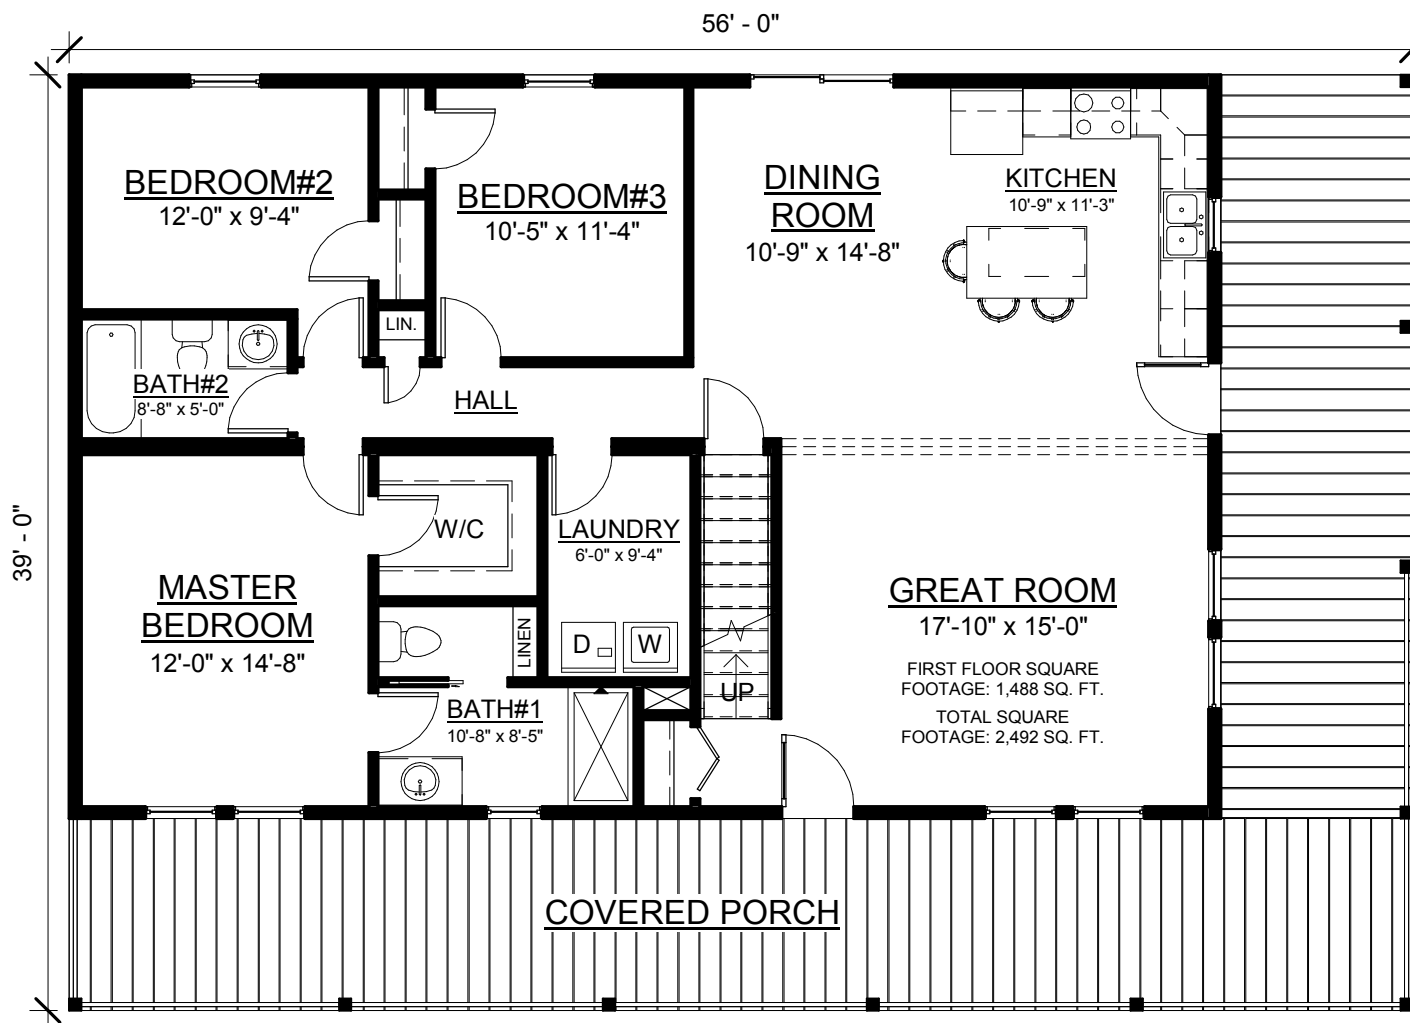 56' - 0"
39' - 0"
BEDROOM#2
12'-0" x 9'-4"
BEDROOM#3
10'-5" x 11'-4"
DINING
ROOM
10'-9" x 14'-8"
KITCHEN
10'-9" x 11'-3"
LIN.
BATH#2
8'-8" x 5'-0"
HALL
W/C
LAUNDRY
6'-0" x 9'-4"
MASTER
BEDROOM
12'-0" x 14'-8"
LINEN
D
W
UP
BATH#1
10'-8" x 8'-5"
GREAT ROOM
17'-10" x 15'-0"
FIRST FLOOR SQUARE
FOOTAGE: 1,488 SQ. FT.
TOTAL SQUARE
FOOTAGE: 2,492 SQ. FT.
COVERED PORCH